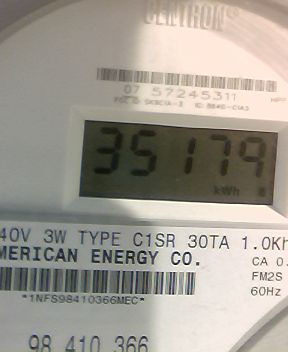 CENTRON®
07 57245311
35179
kWh
40V 3W TYPE C1SR 30TA 1.0Kh
MERICAN ENERGY CO.
CA 0.
FM2S
60Hz
*1NFS98410366MEC*
98 410 366